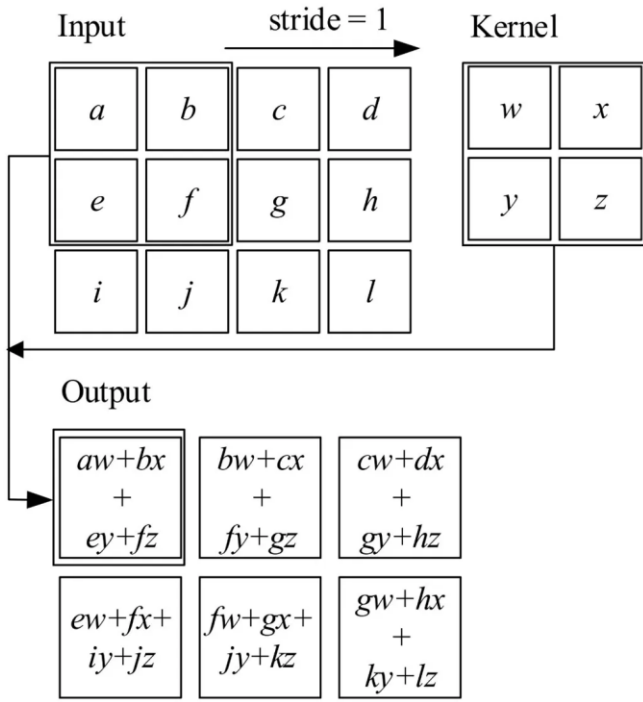 Input stride = 1 Kernel
a b c d w x
e f g h y z
i j k l
Output
aw+bx bw+cx cw+dx
+ + +
ey+fz fy+gz gy+hz
ew+fx+ fw+gx+ gw+hx
+
iy+jz jy+kz ky+lz